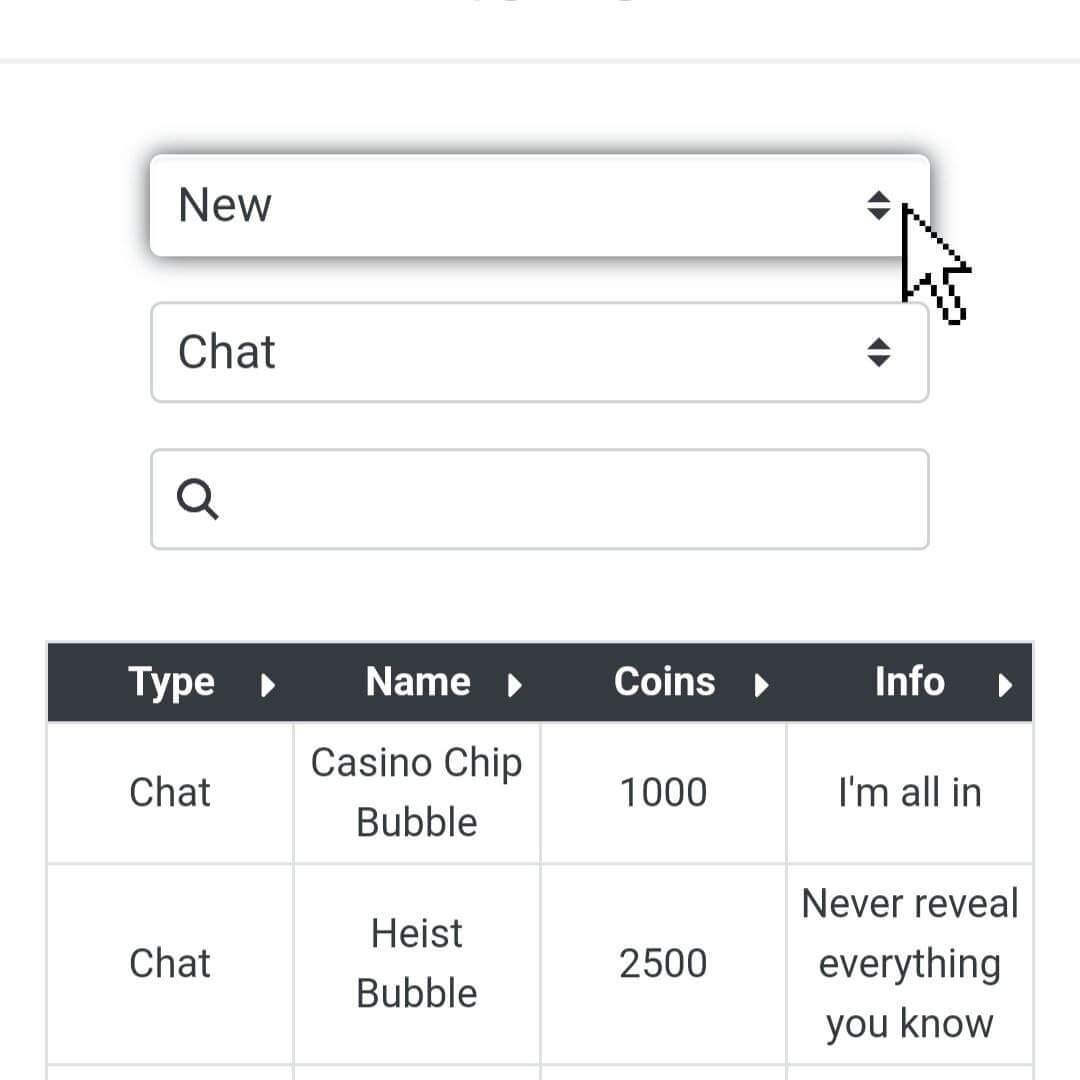 New
Chat
Type Name Coins Info
Chat Casino Chip Bubble 1000 I'm all in
Chat Heist Bubble 2500 Never reveal everything you know